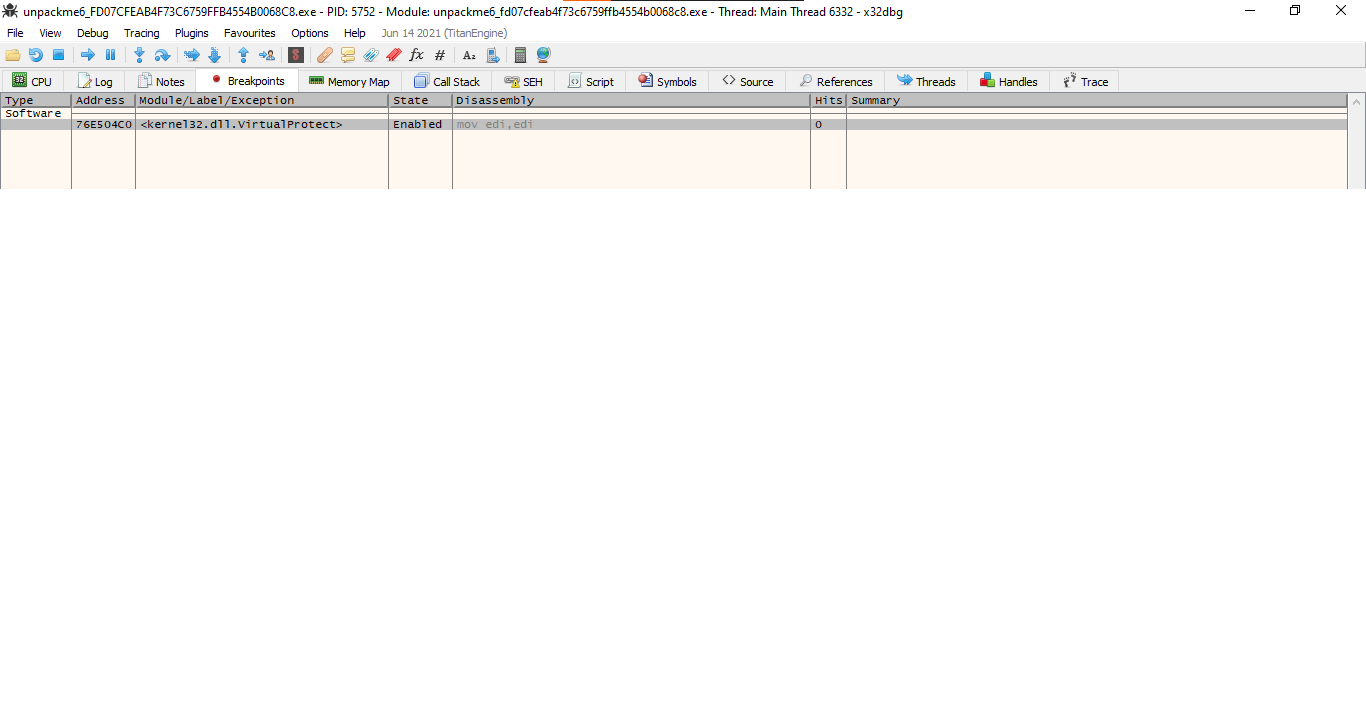 unpackme6_FD07CFEAB4F73C6759FFB4554B0068C8.exe - PID: 5752 - Module: unpackme6_fd07cfeab4f73c6759ffb4554b0068c8.exe - Thread: Main Thread 6332 - x32dbg
File View Debug Tracing Plugins Favourites Options Help Jun 14 2021 (TitanEngine)
CPU Log Notes Breakpoints Memory Map Call Stack SEH Script Symbols Source References Threads Handles Trace
Type Address Module/Label/Exception State Disassembly Hits Summary
Software
76E504C0 <kernel32.dll.VirtualProtect> Enabled mov edi,edi 0